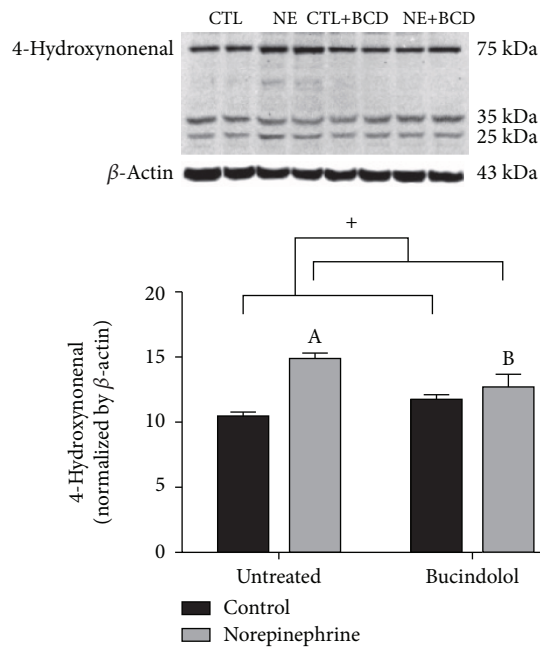 CTL NE CTL+BCD NE+BCD
4-Hydroxynonenal 75 kDa
35 kDa
25 kDa
β-Actin 43 kDa
+
20
15
10
5
0
4-Hydroxynonenal
(normalized by β-actin)
A
B
Untreated Bucindolol
Control
Norepinephrine